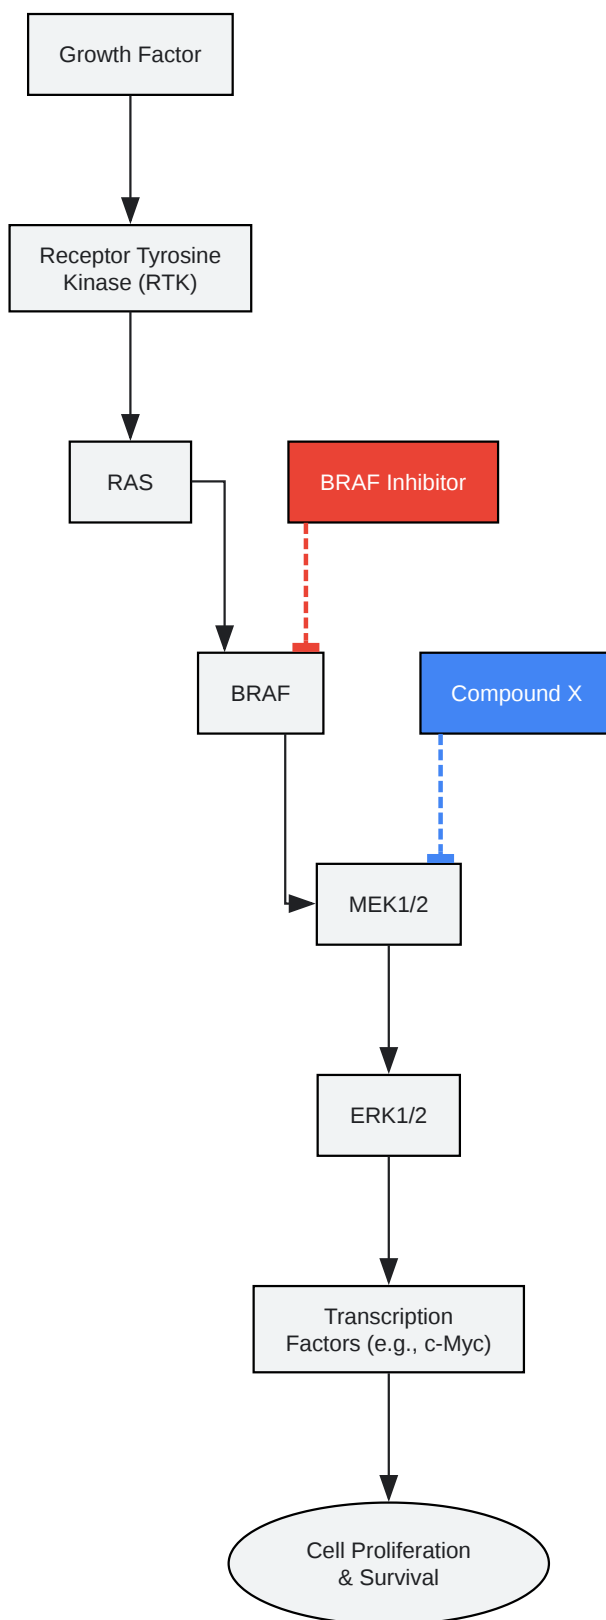 Growth Factor
Receptor Tyrosine
Kinase (RTK)
RAS
BRAF Inhibitor
BRAF
Compound X
MEK1/2
ERK1/2
Transcription
Factors (e.g., c-Myc)
Cell Proliferation
& Survival